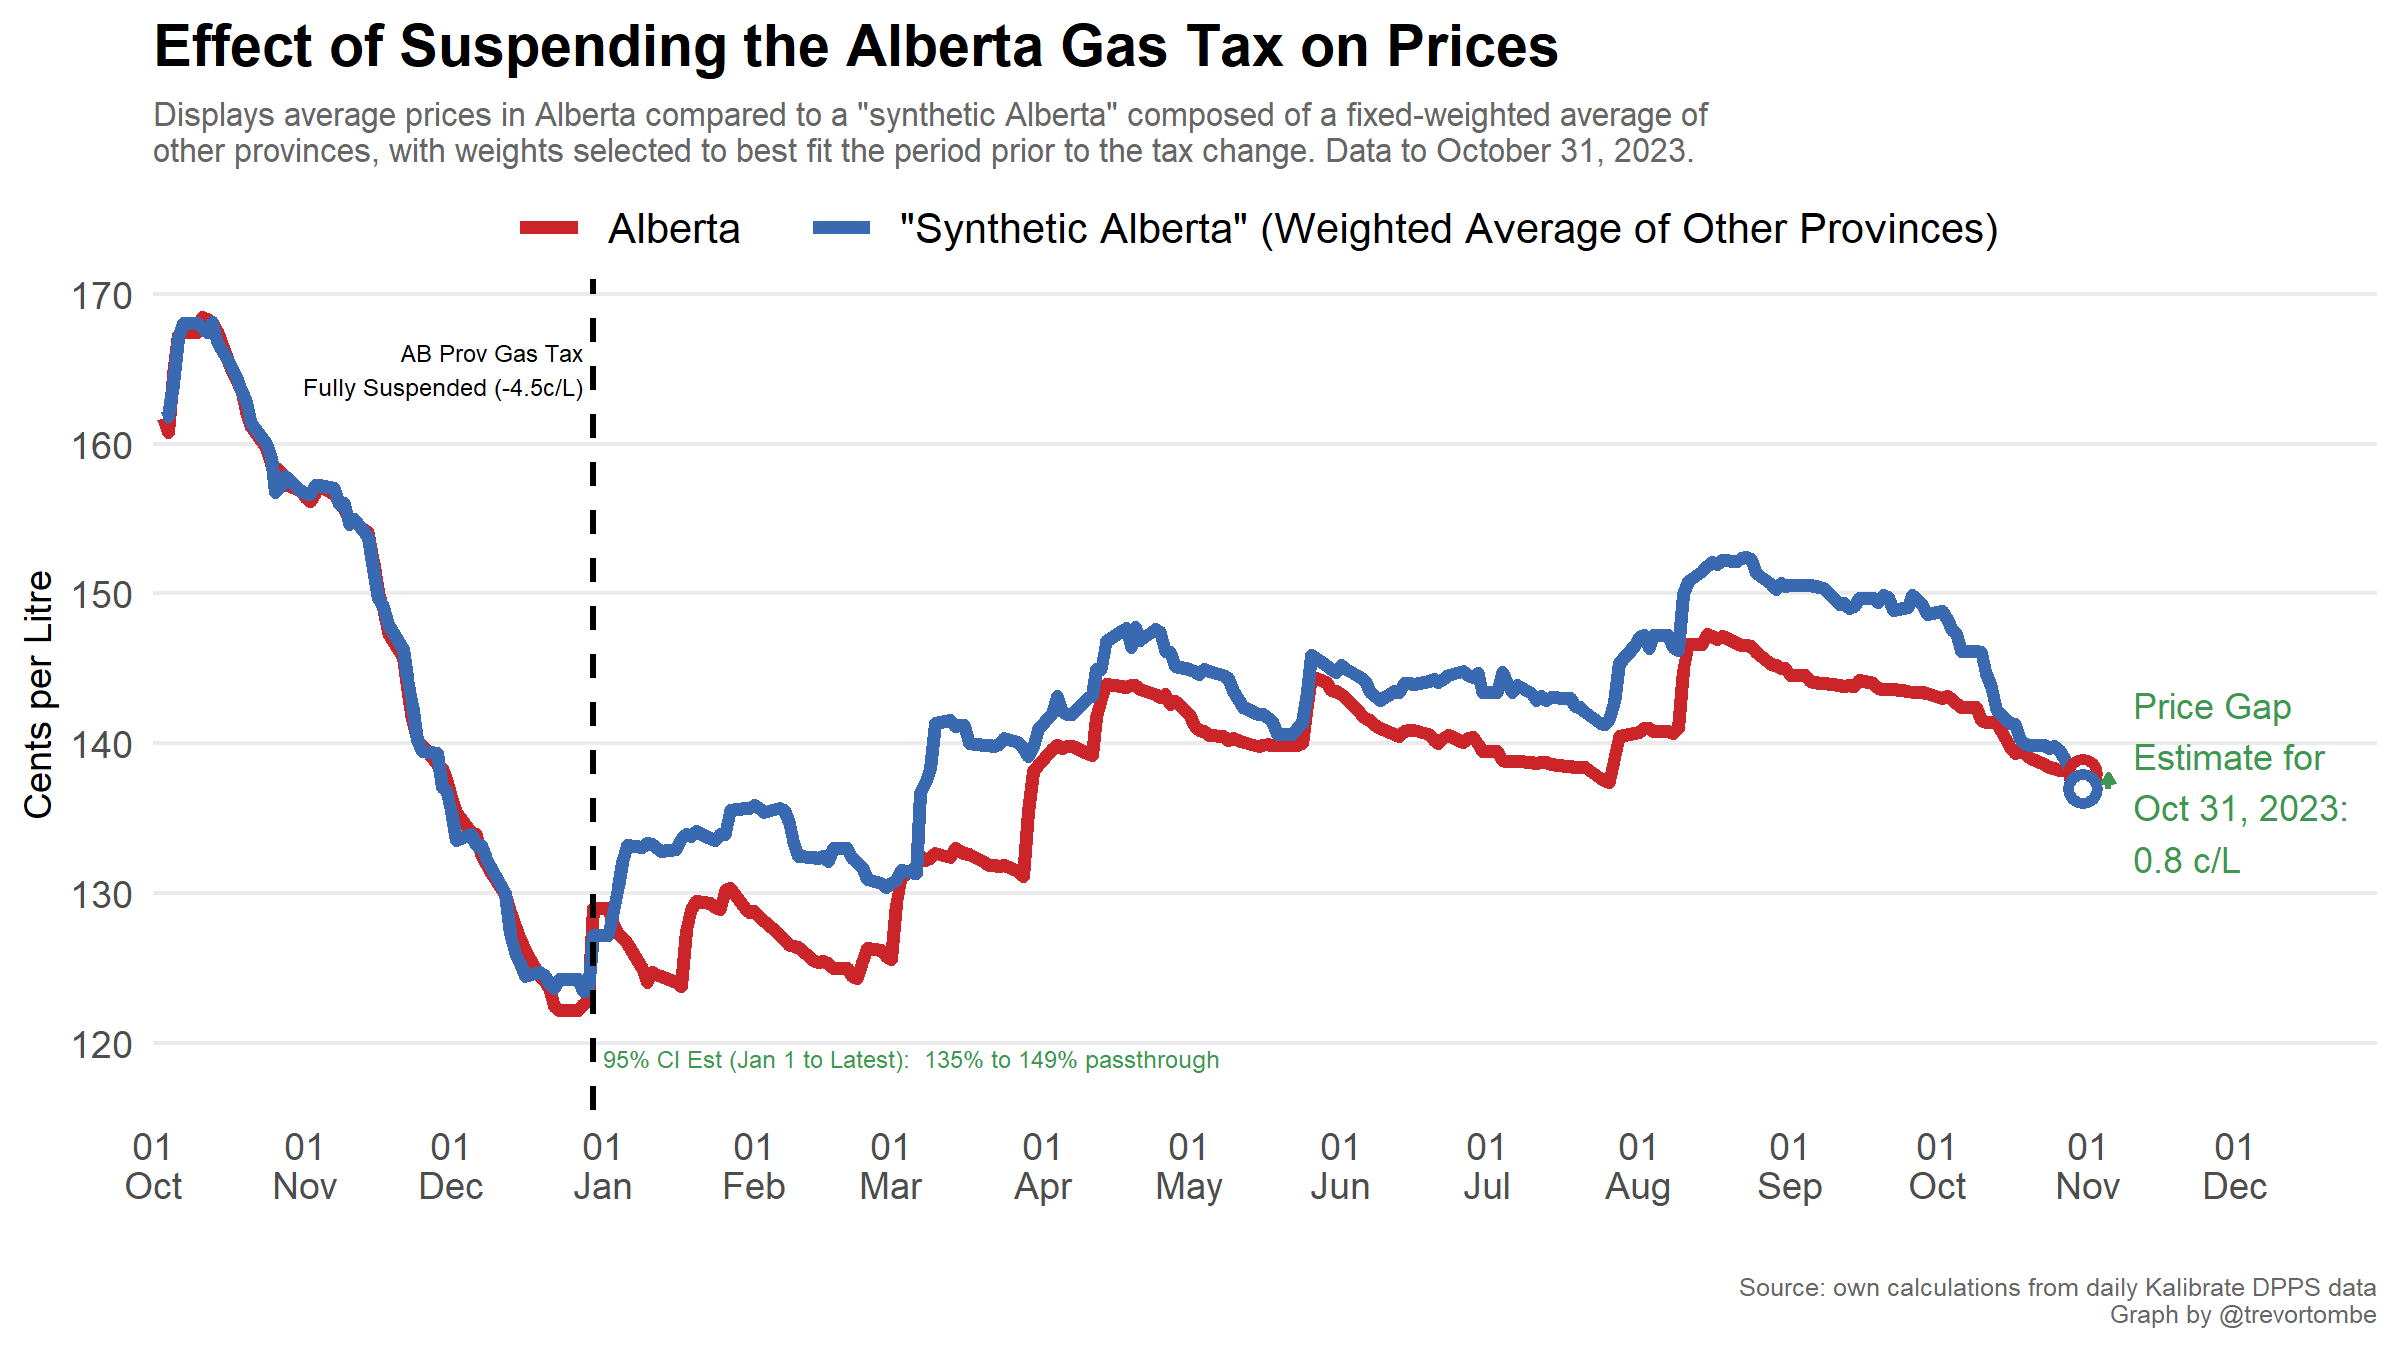 Effect of Suspending the Alberta Gas Tax on Prices
Displays average prices in Alberta compared to a "synthetic Alberta" composed of a fixed-weighted average of
other provinces, with weights selected to best fit the period prior to the tax change. Data to October 31, 2023.
Alberta
"Synthetic Alberta" (Weighted Average of Other Provinces)
170
160
150
140
130
120
Cents per Litre
AB Prov Gas Tax
Fully Suspended (-4.5c/L)
Price Gap
Estimate for
Oct 31, 2023:
0.8 c/L
95% CI Est (Jan 1 to Latest): 135% to 149% passthrough
01 01 01 01 01 01 01 01 01 01 01 01 01 01 01
Oct Nov Dec Jan Feb Mar Apr May Jun Jul Aug Sep Oct Nov Dec
Source: own calculations from daily Kalibrate DPPS data
Graph by @trevortombe